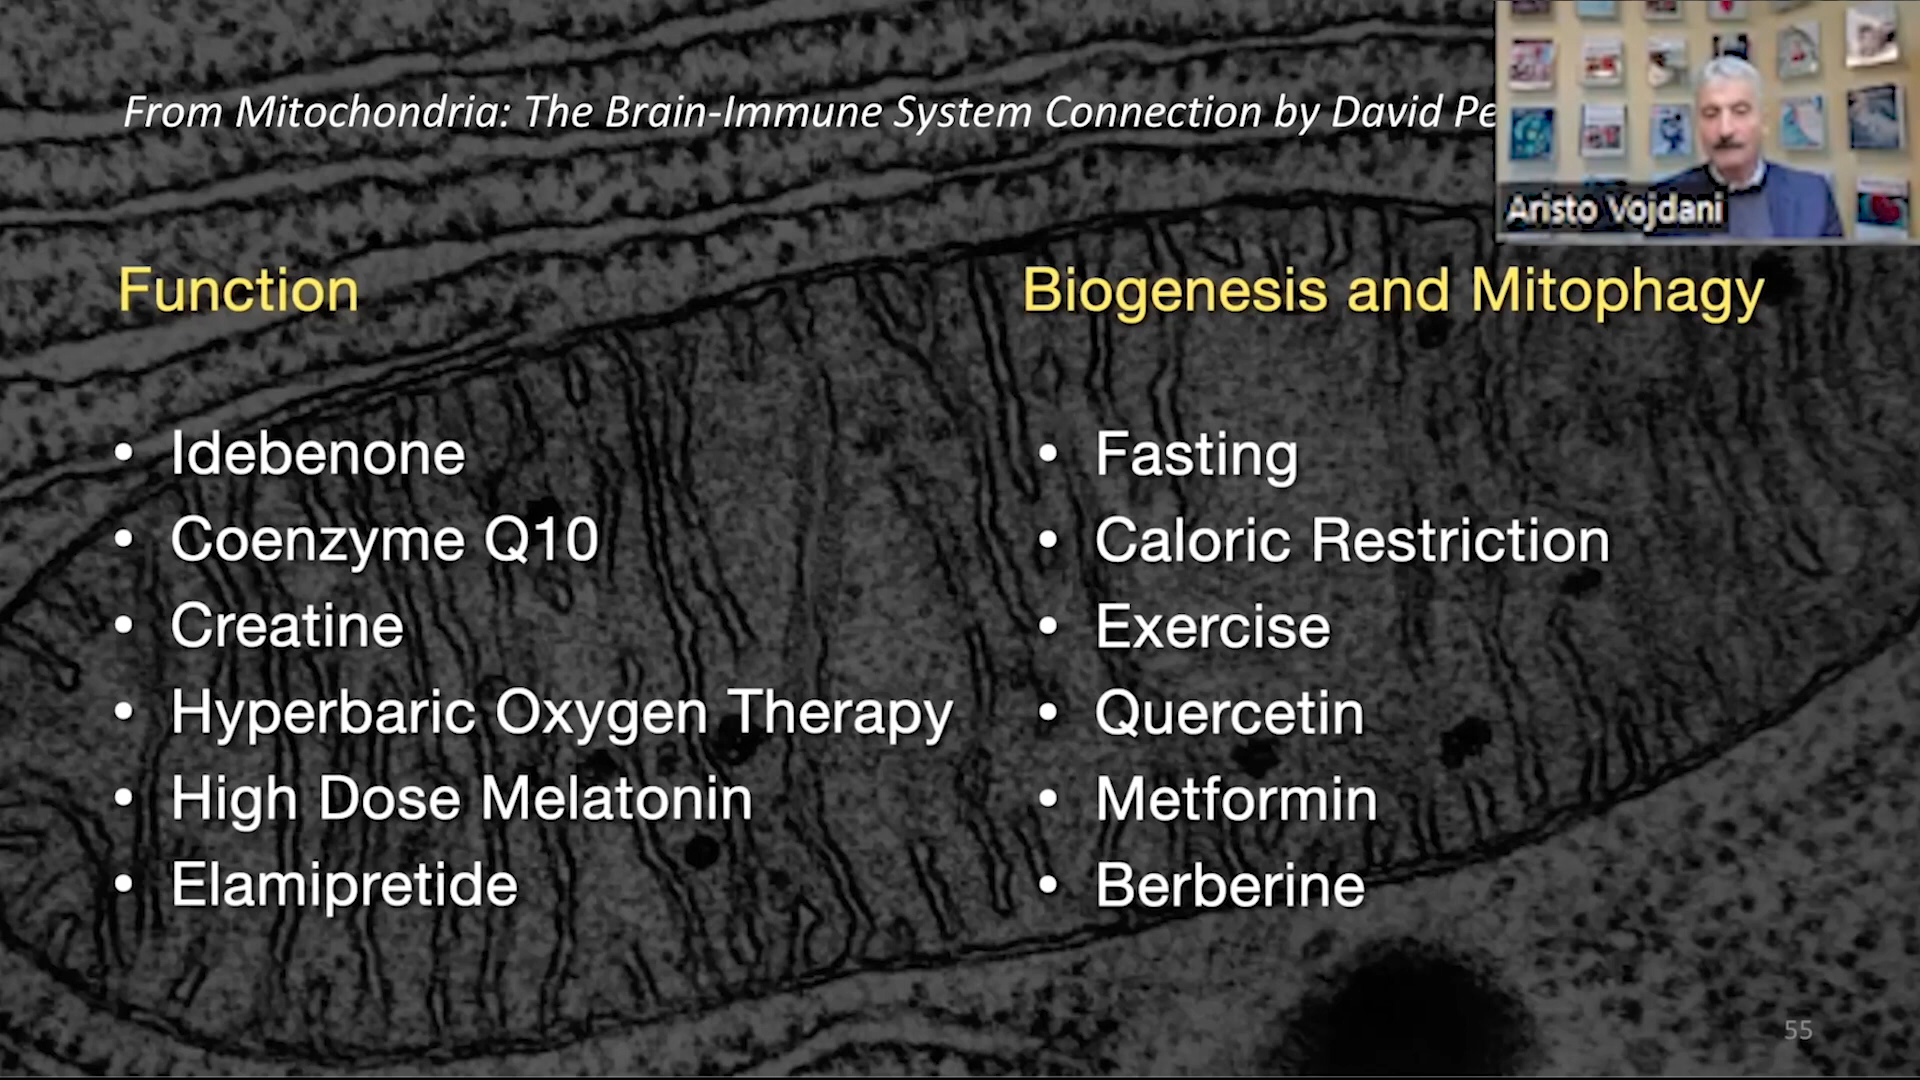 From Mitochondria: The Brain-Immune System Connection by David
Aristo Vojdani
Function
• Idebenone
• Coenzyme Q10
• Creatine
• Hyperbaric Oxygen Therapy
• High Dose Melatonin
• Elamipretide
Biogenesis and Mitophagy
• Fasting
• Caloric Restriction
• Exercise
• Quercetin
• Metformin
• Berberine
55